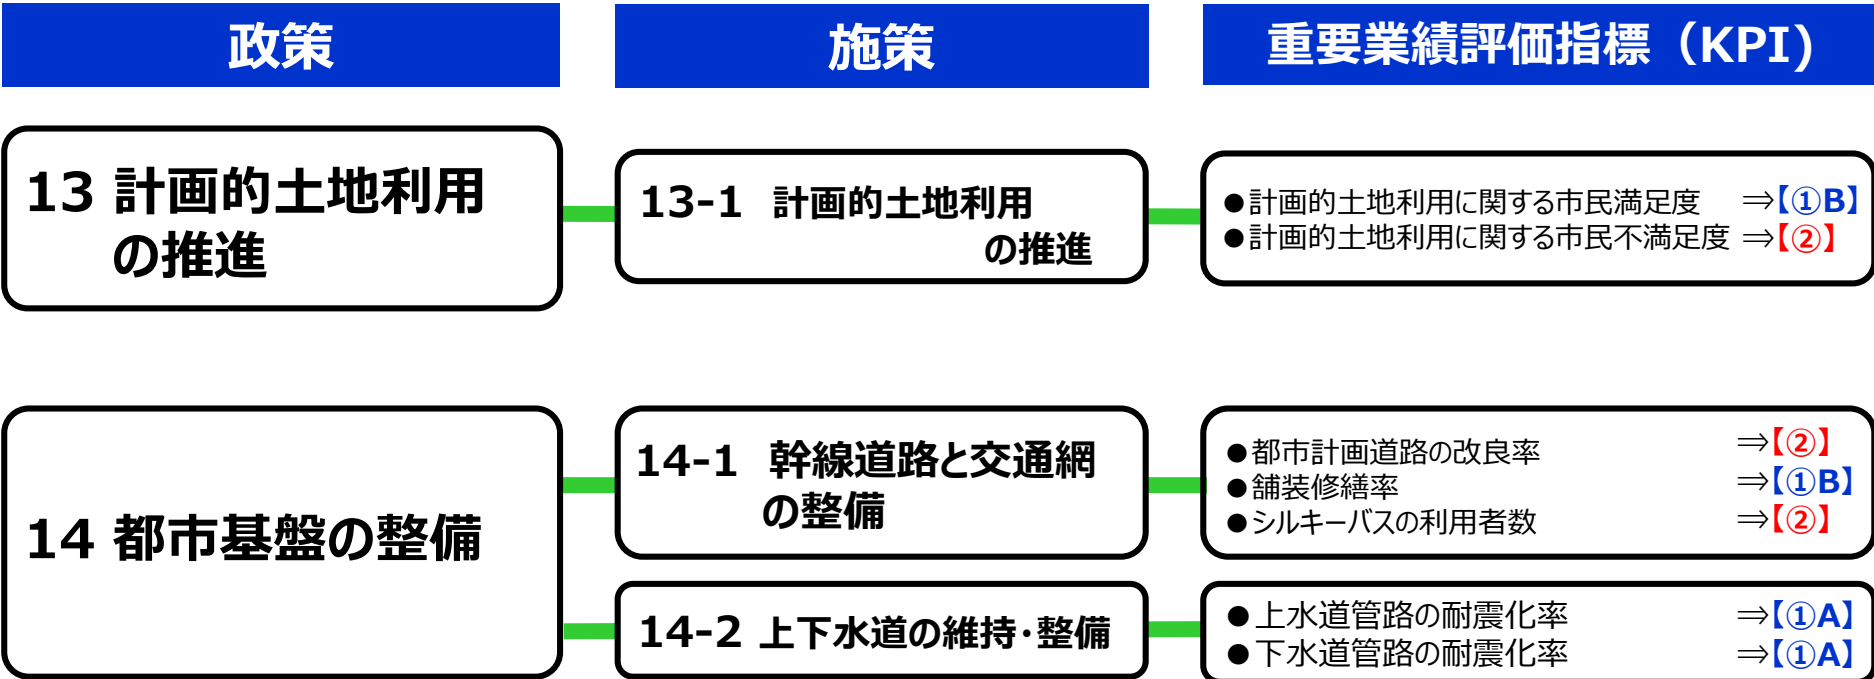 政策
施策
重要業績評価指標（KPI)
13 計画的土地利用
の推進
13-1 計画的土地利用
の推進
●計画的土地利用に関する市民満足度 ⇒【①B】
●計画的土地利用に関する市民不満足度 ⇒【②】
14 都市基盤の整備
14-1 幹線道路と交通網
の整備
●都市計画道路の改良率 ⇒【②】
●舗装修繕率 ⇒【①B】
●シルキーバスの利用者数 ⇒【②】
14-2 上下水道の維持・整備
●上水道管路の耐震化率 ⇒【①A】
●下水道管路の耐震化率 ⇒【①A】